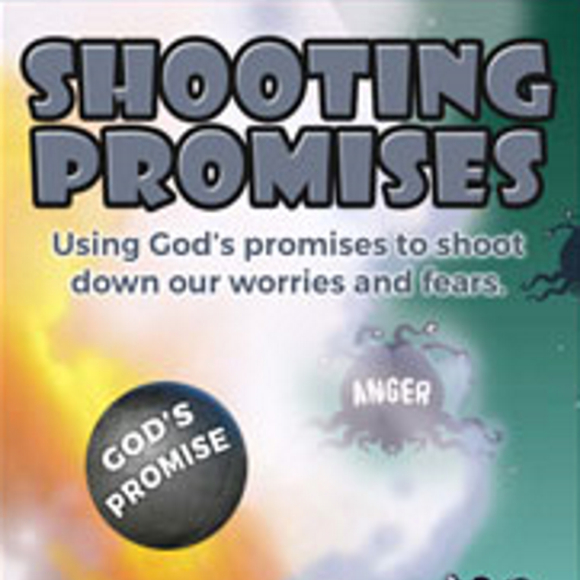 SHOOTING
PROMISES
Using God's promises to shoot
down our worries and fears.
ANGER
GOD'S
PROMISE